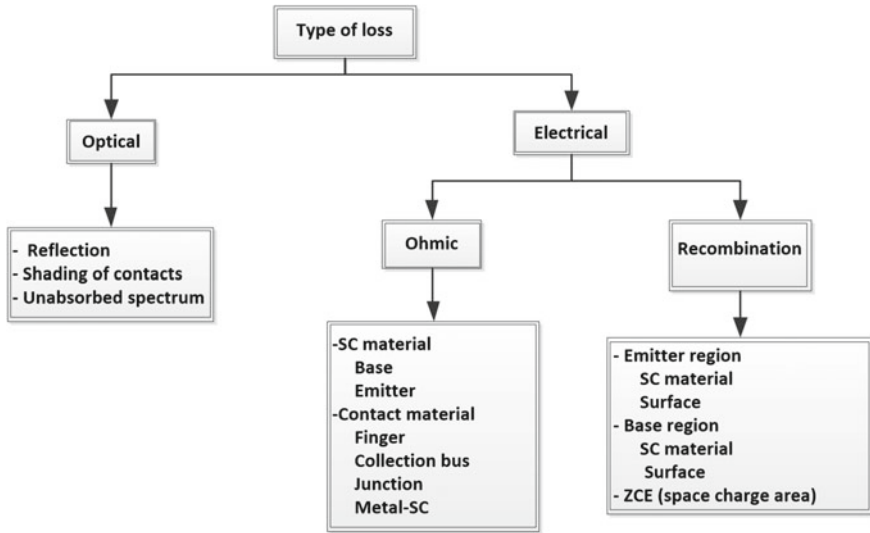 Type of loss
Optical
Electrical
- Reflection
- Shading of contacts
- Unabsorbed spectrum
Ohmic
Recombination
-SC material
Base
Emitter
-Contact material
Finger
Collection bus
Junction
Metal-SC
- Emitter region
SC material
Surface
- Base region
SC material
Surface
- ZCE (space charge area)